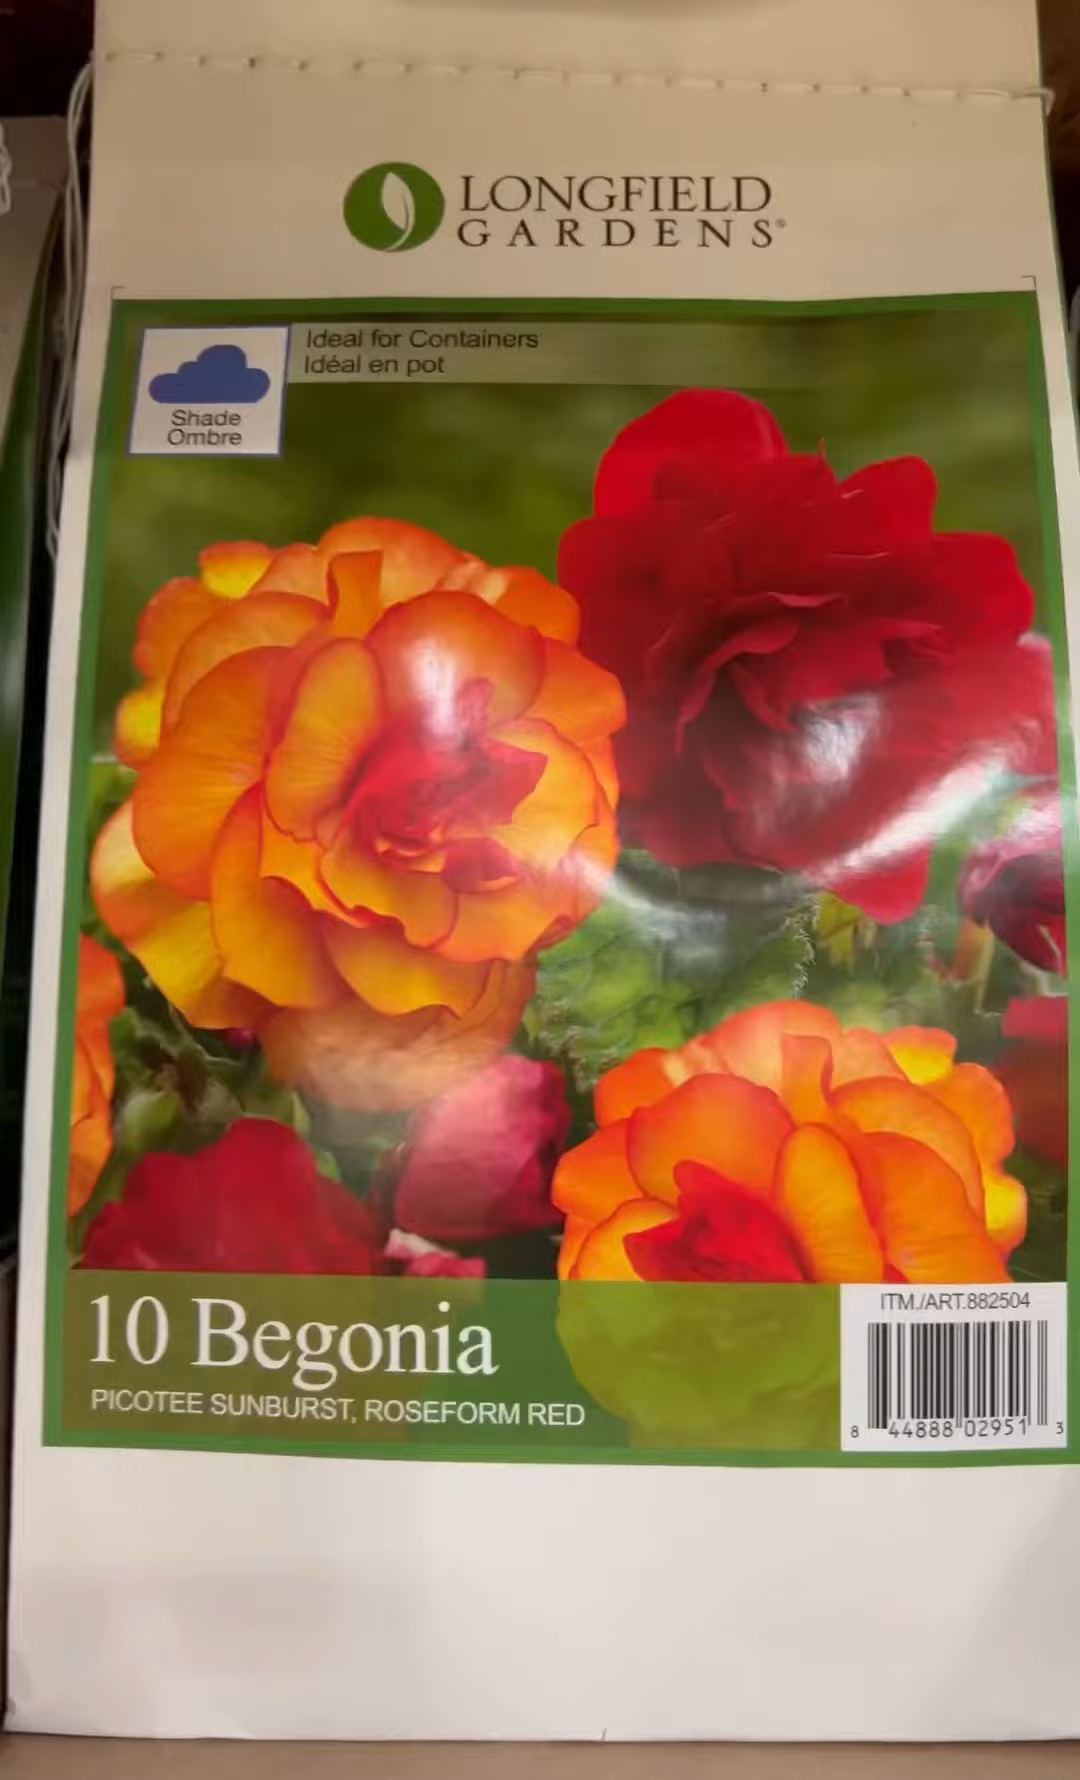 LONGFIELD
GARDENS®
Ideal for Containers
Idéal en pot
Shade
Ombre
10 Begonia
PICOTEE SUNBURST, ROSEFORM RED
ITM./ART.882504
8 44888 02951 3